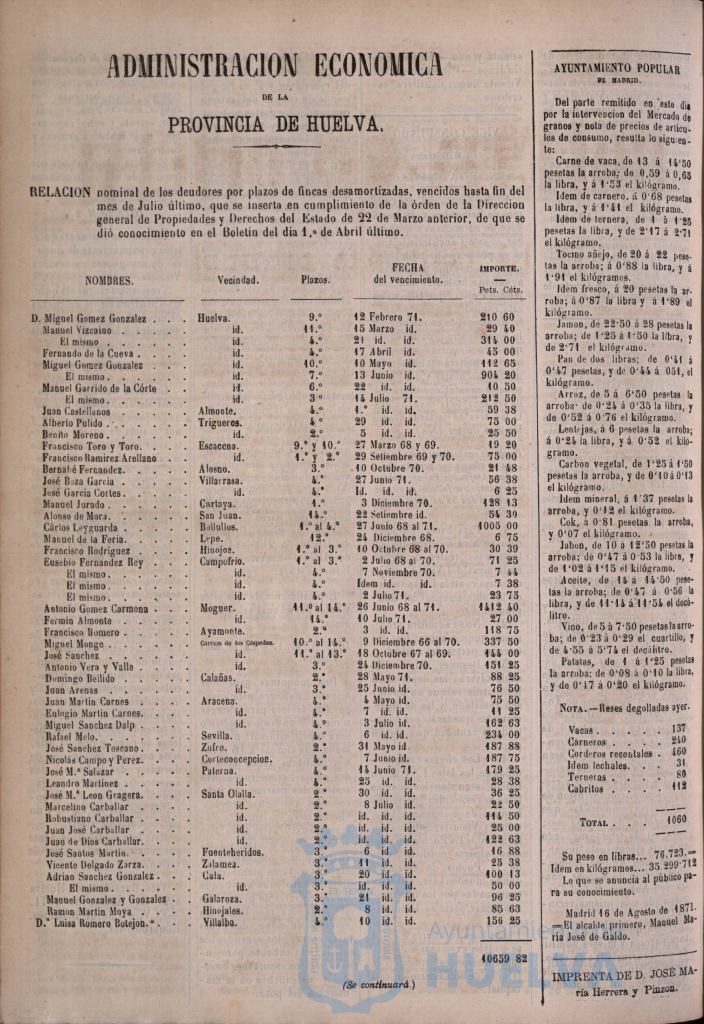 ADMINISTRACION ECONOMICA
DE LA
PROVINCIA DE HUELVA.
RELACION nominal de los deudores por plazos de fincas desamortizadas, vencidos hasta fin del
mes de Julio último, que se inserta en cumplimiento de la órden de la Direccion
general de Propiedades y Derechos del Estado de 22 de Marzo anterior, de que se
dió conocimiento en el Boletin del dia 1.º de Abril último.
NOMBRES. Vecindad. Plazos. FECHA del vencimiento. IMPORTE. — Pets. Cénts.
D. Miguel Gomez Gonzalez . . . Huelva. 9.º 12 Febrero 71. 210 60
Manuel Vizcaino . . . . . id. 11.º 15 Marzo id. 29 40
El mismo . . . . . id. 4.º 21 id. id. 314 00
Fernando de la Cueva . . . . id. 4.º 17 Abril id. 45 00
Miguel Gomez Gonzalez . . . id. 10.º 10 Mayo id. 112 65
El mismo. . . . . id. 7.º 13 Junio id. 904 20
Manuel Garrido de la Córte . . id. 6.º 22 id. id. 10 50
El mismo. . . . . id. 3º 14 Julio 71. 212 50
Juan Castellanos . . . . Almonte. 4.º 1.º id. id. 59 38
Alberto Pulido . . . . . Trigueros. 4.º 29 id. id. 75 00
Benito Moreno . . . . . id. 2.º 5 id. id. 25 50
Francisco Toro y Toro. . . . Escacena. 9.º y 10.º 27 Marzo 68 y 69. 19 20
Francisco Ramirez Arellano . . id. 1.º y 2.º 29 Setiembre 69 y 70. 75 00
Bernabé Fernandez. . . . . Alosno. 3.º 10 Octubre 70. 21 48
José Boza Garcia . . . . Villarrasa. 4.º 27 Junio 71. 56 38
José Garcia Cortes . . . . id. 4.º Id. id. id. 6 25
Manuel Jurado . . . . . Cartaya. 1.º 3 Diciembre 70. 128 13
Alonso de Mora. . . . . San Juan. 14.º 22 Setiembre id. 54 30
Cárlos Leyguarda . . . . Bollullos. 1.º al 4.º 27 Junio 68 al 71. 1005 00
Manuel de la Feria. . . . Lepe. 12.º 24 Diciembre 68. 6 75
Francisco Rodriguez . . . . Hinojos. 1.º al 3.º 10 Octubre 68 al 70. 30 39
Eusebio Fernandez Rey . . . Campofrio. 1.º al 3.º 2 Julio 68 al 70. 71 25
El mismo . . . . id. 4.º 7 Noviembre 70. 7 44
El mismo . . . . id. 4.º Idem id. id. 7 38
El mismo . . . . id. 4.º 2 Julio 71. 23 75
Antonio Gomez Carmona . . . Moguer. 11.º al 14.º 26 Junio 68 al 71. 1412 40
Fermin Almonte . . . . id. 14.º 10 Julio 71. 27 00
Francisco Romero . . . . Ayamonte. 2.º 3 id. id. 118 75
Miguel Monge . . . . Carrion de los Céspedes. 10.º al 14.º 9 Diciembre 66 al 70. 337 50
José Sanchez . . . . . id. 11.º al 13.º 18 Octubre 67 al 69. 144 00
Antonio Vera y Valle . . . id. 3.º 24 Diciembre 70. 151 25
Domingo Bellido . . . . Calañas. 2.º 28 Mayo 71. 88 25
Juan Arenas . . . . . id. 3.º 25 Junio id. 76 50
Juan Martin Carnes . . . . Aracena. 4.º 4 Mayo id. 75 50
Eulogio Martin Carnes. . . . id. 4.º 7 id. id. 11 25
Miguel Sanchez Dalp . . . . id. 4.º 3 Julio id. 162 63
Rafael Melo. . . . . . Sevilla. 4.º 6 id. id. 234 00
José Sanchez Toscano. . . . Zufre. 2.º 31 Mayo id. 187 88
Nicolás Campo y Perez. . . . Corteconcepcion. 4.º 7 Junio id. 187 75
José M.ª Salazar . . . . Paterna. 4.º 14 Junio 71. 179 25
Leandro Martinez . . . . id. 4.º 25 id. id. 28 38
José M.ª Leon Gragera. . . . Santa Olalla. 2.º 30 id. id. 36 25
Marcelino Carballar . . . . id. 2.º 8 Julio id. 22 50
Robustiano Carballar . . . id. 2.º id. id. id. 114 50
Juan José Carballar . . . id. 2.º id. id. id. 25 00
Juan de Dios Carballar. . . . id. 2.º id. id. id. 122 63
José Santos Martin. . . . Fuenteheridos. 3.º 6 id. id. 16 88
Vicente Delgado Zarza. . . . Zalamea. 3.º 11 id. id. 25 38
Adrian Sanchez Gonzalez . . . Cala. 3.º 20 id. id. 100 13
El mismo. . . . . id. 3.º id. id. id. 50 00
Manuel Gonzalez y Gonzalez . . Galaroza. 3.º 21 id. id. 96 25
Ramon Martin Moya . . . . Hinojales. 2.º 8 id. id. 85 63
D.ª Luisa Romero Botejon.ª . . . Villalba. 4.º 10 id. id. 156 25
10659 82
(Se continuará.)
AYUNTAMIENTO POPULAR
DE MADRID.
Del parte remitido en este dia
por la intervencion del Mercado de
granos y nota de precios de articu-
los de consumo, resulta lo siguien-
te:
Carne de vaca, de 13 á 14'50
pesetas la arroba; de 0,59 á 0,65
la libra, y á 1'53 el kilógramo.
Idem de carnero, á 0'68 pesetas
la libra, y á 1'41 el kilógramo.
Idem de ternera, de 1 á 1'25
pesetas la libra, y de 2'17 á 2'71
el kilógramo.
Tocino añejo, de 20 á 22 pese-
tas la arroba; á 0'88 la libra, y á
1'91 el kilógramos.
Idem fresco, á 20 pesetas la ar-
roba; á 0'87 la libra y á 1'89 el
kilógramo.
Jamon, de 22'50 á 28 pesetas la
arroba; de 1'25 á 1'50 la libra, y
de 2'71 el kilógramo.
Pan de dos libras; de 0'41 á
0'47 pesetas, y de 0'44 á 051, el
kilógramo.
Arroz, de 5 á 6'50 pesetas la
arroba· de 0'24 á 0'35 la libra, y
de 0'52 á 0'76 el kilógramo.
Lentejas, á 6 pesetas la arroba;
á 0'24 la libra, y á 0'52 el kiló-
gramo.
Carbon vegetal, de 1'25 á 1'50
pesetas la arroba, y de 0'10 á 0'13
el kilógramo.
Idem mineral, á 1'37 pesetas la
arroba, y 0'12 el kilógramo.
Cok, á 0'81 pesetas la arroba,
y 0'07 el kilógramo.
Jabon, de 10 á 12'50 pesetas la
arroba; de 0'47 á 0 53 la libra, y
de 1'02 á 1'15 el kilógramo.
Aceite, de 14 á 14'50 pese-
tas la arroba; de 0'47 á 0'56 la
libra, y de 11'14 á 11'54 el decá-
litro.
Vino, de 5 á 7'50 pesetas la arro-
ba; de 0'23 á 0'29 el cuartillo, y
de 4'55 á 5'74 el decálitro.
Patatas, de 1 á 1'25 pesetas
la arroba; de 0'08 á 0'10 la libra,
y de 0'17 á 0'20 el kilógramo.
NOTA.—Reses degolladas ayer.
Vacas . . . . . 137
Carneros . . . . 240
Corderos recentales . 460
Idem lechales. . . . 31
Terneras . . . . 80
Cabritos . . . . 112
TOTAL . . . 1060
Su peso en libras... 76,723.—
Idem en kilógramos... 35 299'712
Lo que se anuncia al público pa-
ra su conocimiento.
Madrid 16 de Agosto de 1871.
—El alcalde primero, Manuel Ma-
ría José de Galdo.
IMPRENTA DE D. JOSÉ MA-
ría Herrera y Pinzon.
Ayuntamiento
HUELVA